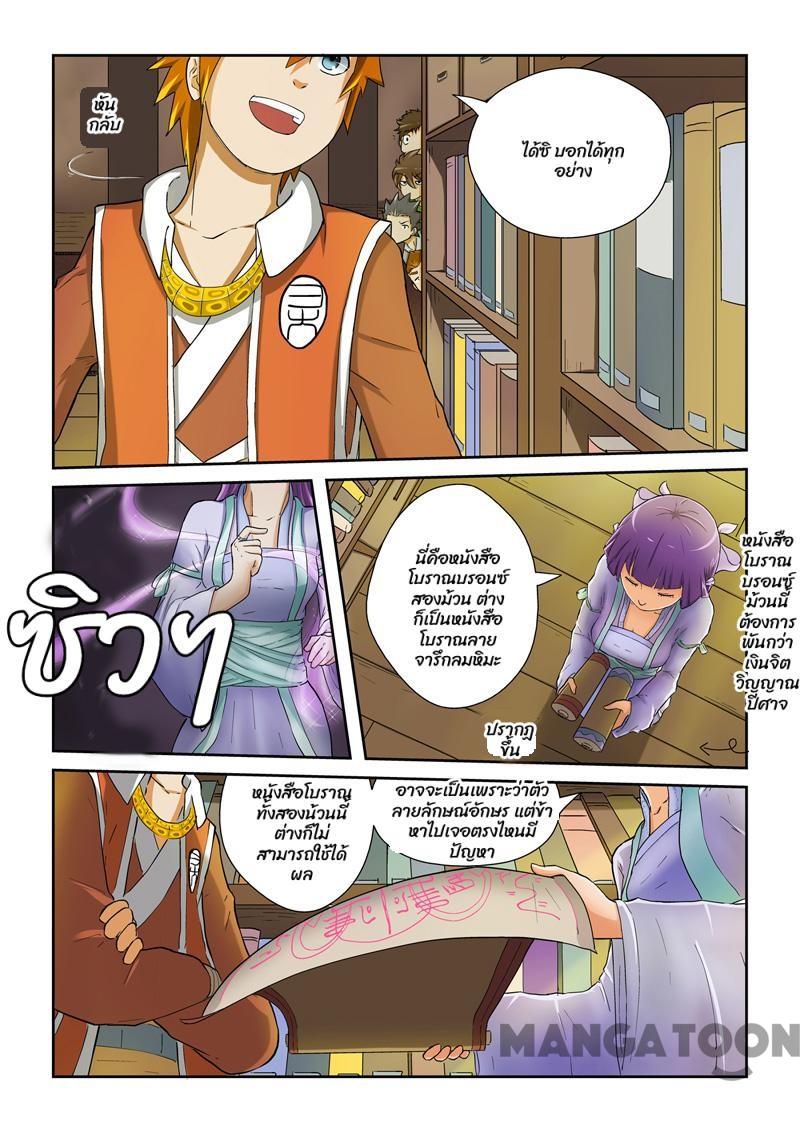 หัน
กลับ
ได้ซิ บอกได้ทุก
อย่าง
ซิวๆ
นี่คือหนังสือ
โบราณบรอนซ์
สองม้วน ต่าง
ก็เป็นหนังสือ
โบราณลาย
จารึกลมหิมะ
หนังสือ
โบราณ
บรอนซ์
ม้วนนี้
ต้องการ
พันกว่า
เงินจิต
วิญญาณ
ปีศาจ
ปรากฏ
ขึ้น
หนังสือโบราณ
ทั้งสองน้วนนี้
ต่างก็ไม่
สามารถใช้ได้
ผล
อาจจะเป็นเพราะว่าตัว
ลายลักษณ์อักษร แต่ข้า
หาไปเจอตรงไหนมี
ปัญหา
MANGATOON